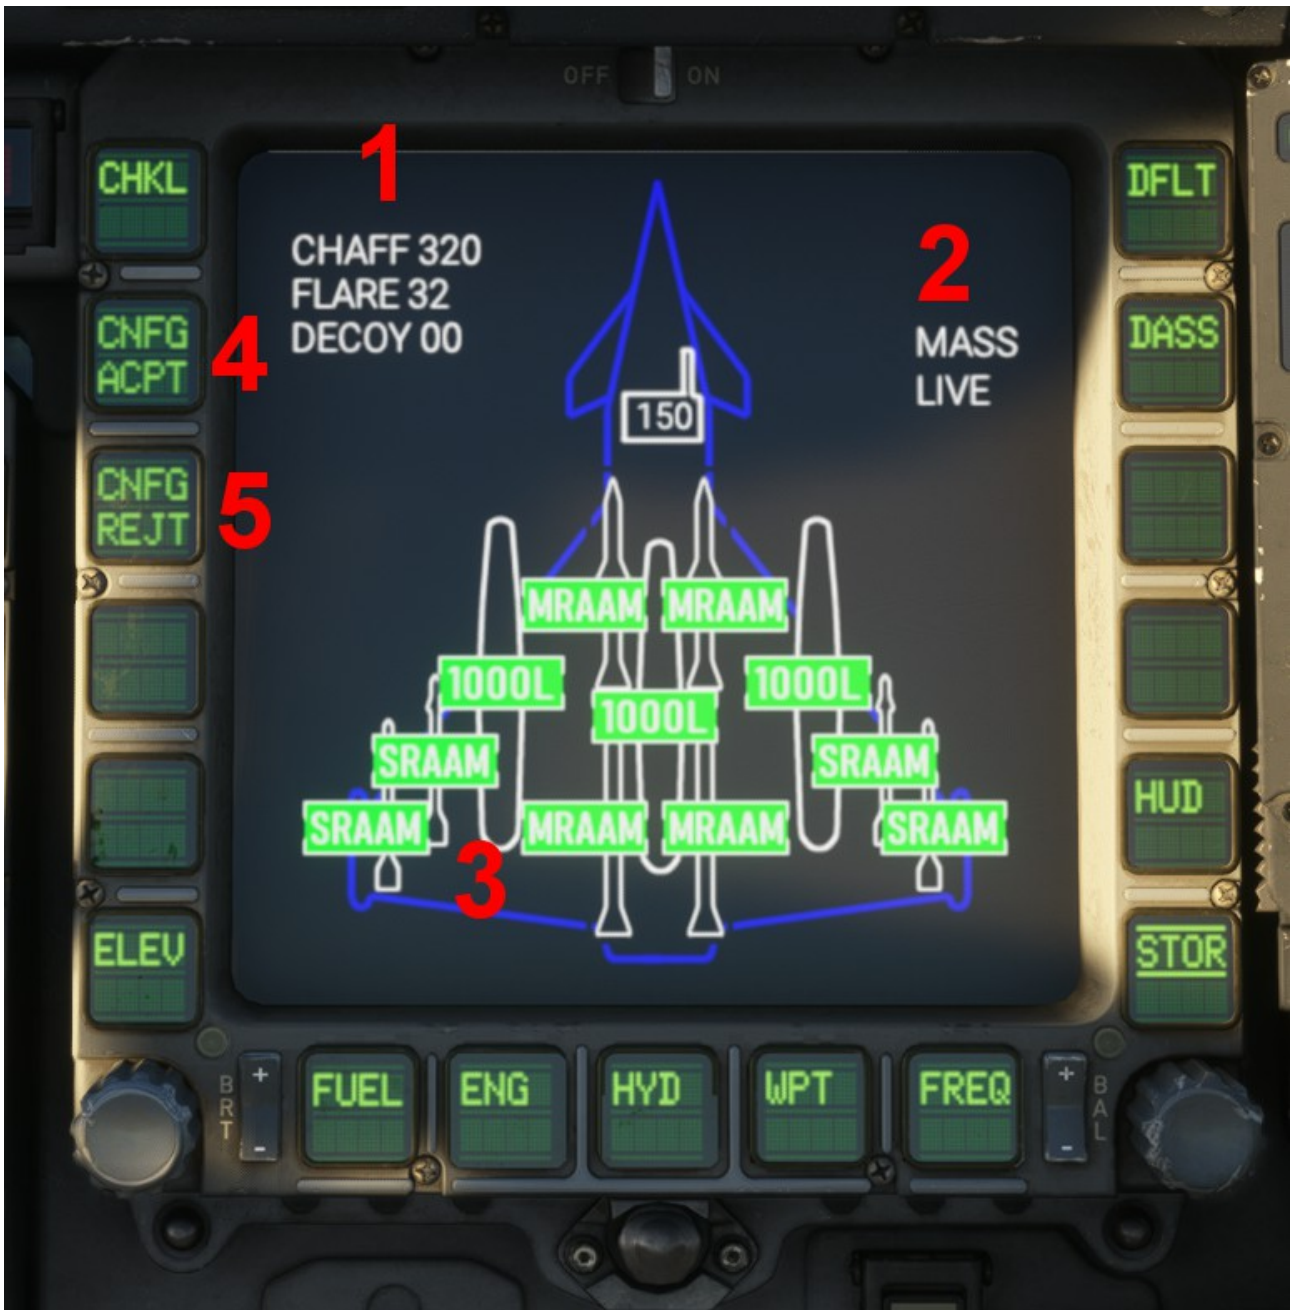 OFF ON
CHKL
CNFG
ACPT
CNFG
REJT
ELEV
1
CHAFF 320
FLARE 32
DECOY 00
4
5
2
MASS
LIVE
150
MRAAM MRAAM
1000L 1000L
1000L
SRAAM SRAAM
SRAAM MRAAM MRAAM SRAAM
3
DFLT
DASS
HUD
STOR
BRT
+
-
FUEL ENG HYD WPT FREQ
+
-
BAL